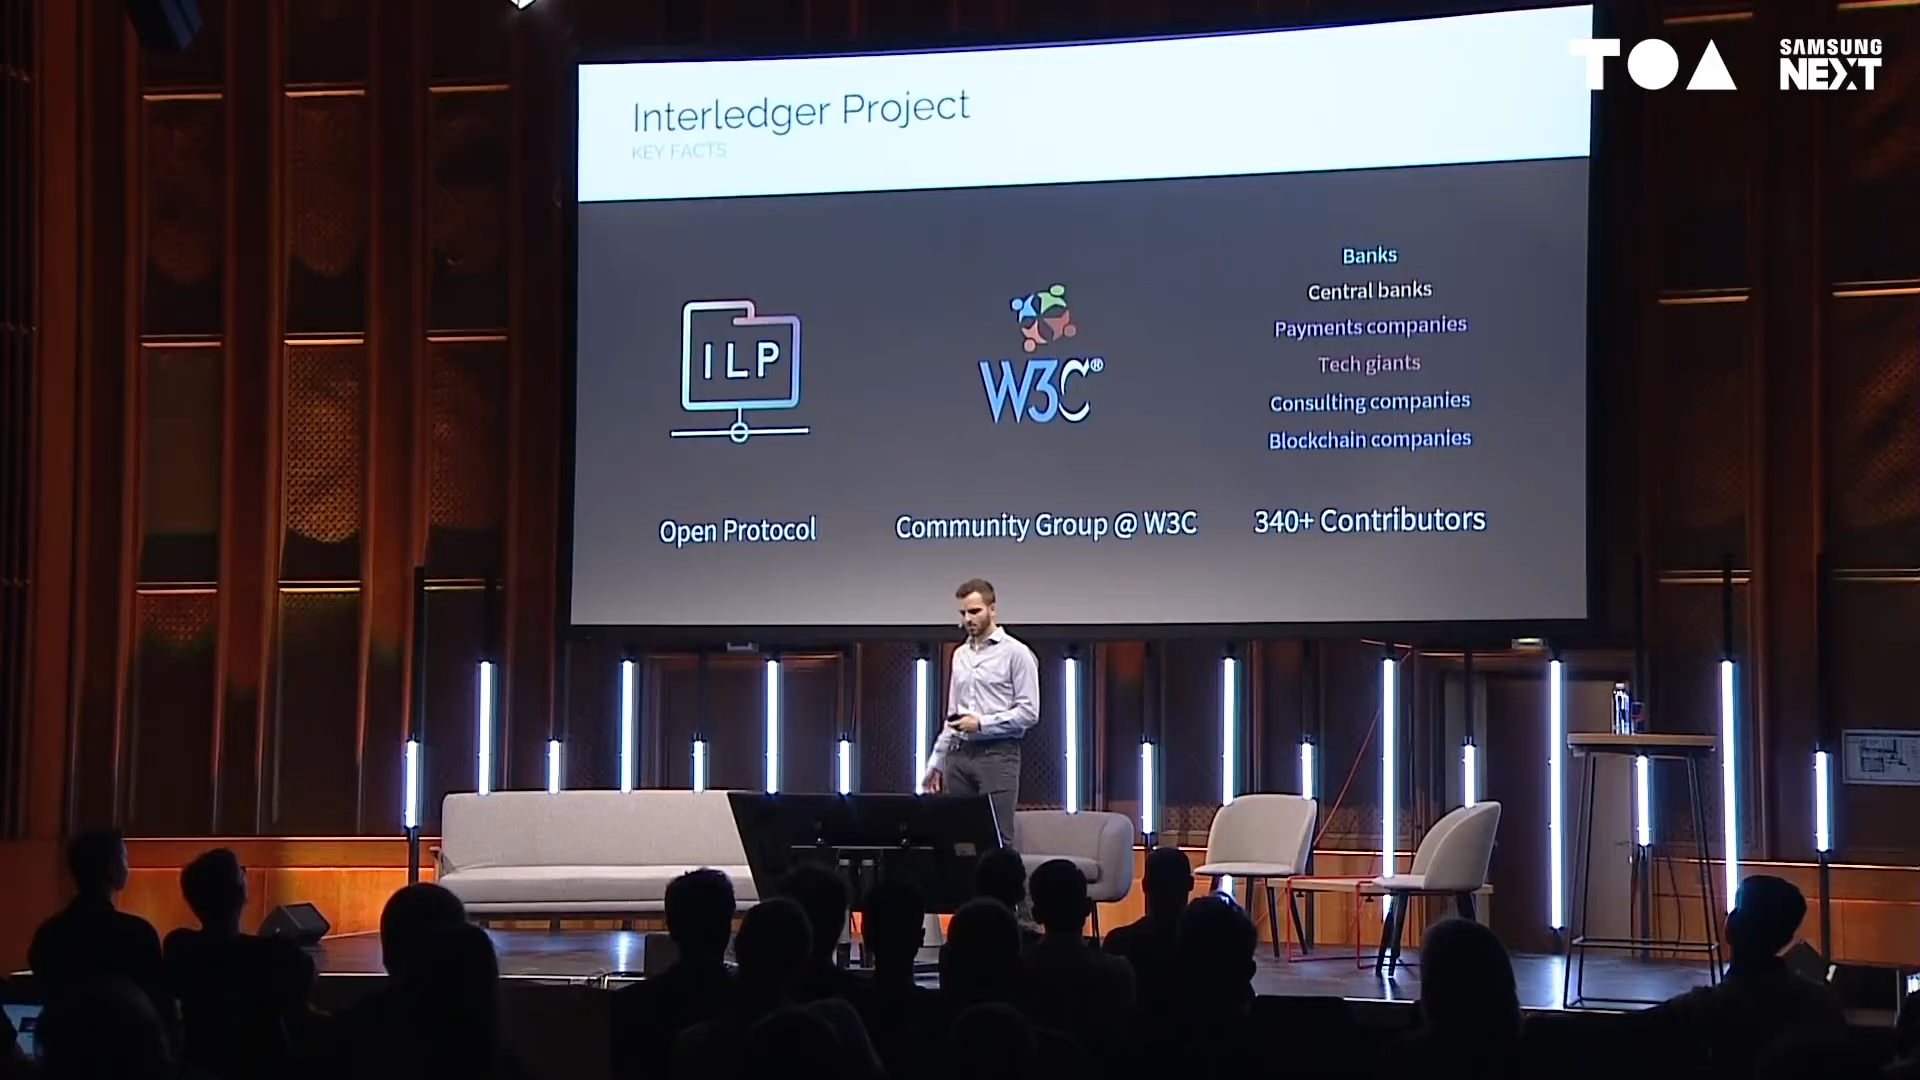 TOA
SAMSUNG
NEXT
Interledger Project
KEY FACTS
ILP
Open Protocol
W3C®
Community Group @ W3C
Banks
Central banks
Payments companies
Tech giants
Consulting companies
Blockchain companies
340+ Contributors